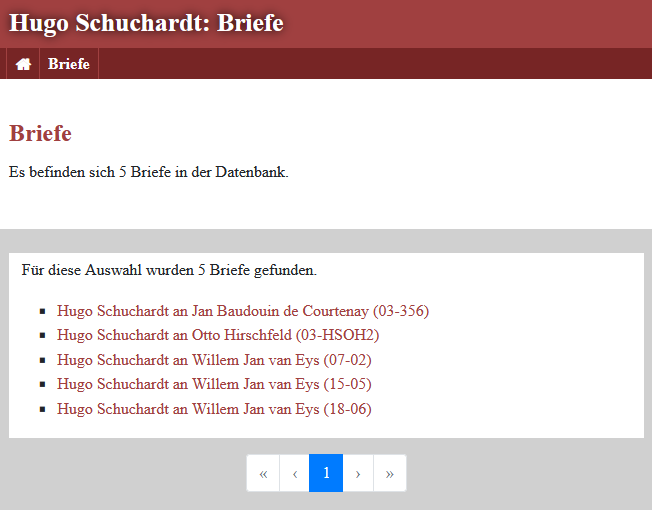 Hugo Schuchardt: Briefe
Briefe
Briefe
Es befinden sich 5 Briefe in der Datenbank.
Für diese Auswahl wurden 5 Briefe gefunden.
Hugo Schuchardt an Jan Baudouin de Courtenay (03-356)
Hugo Schuchardt an Otto Hirschfeld (03-HSOH2)
Hugo Schuchardt an Willem Jan van Eys (07-02)
Hugo Schuchardt an Willem Jan van Eys (15-05)
Hugo Schuchardt an Willem Jan van Eys (18-06)
« ‹ 1 › »